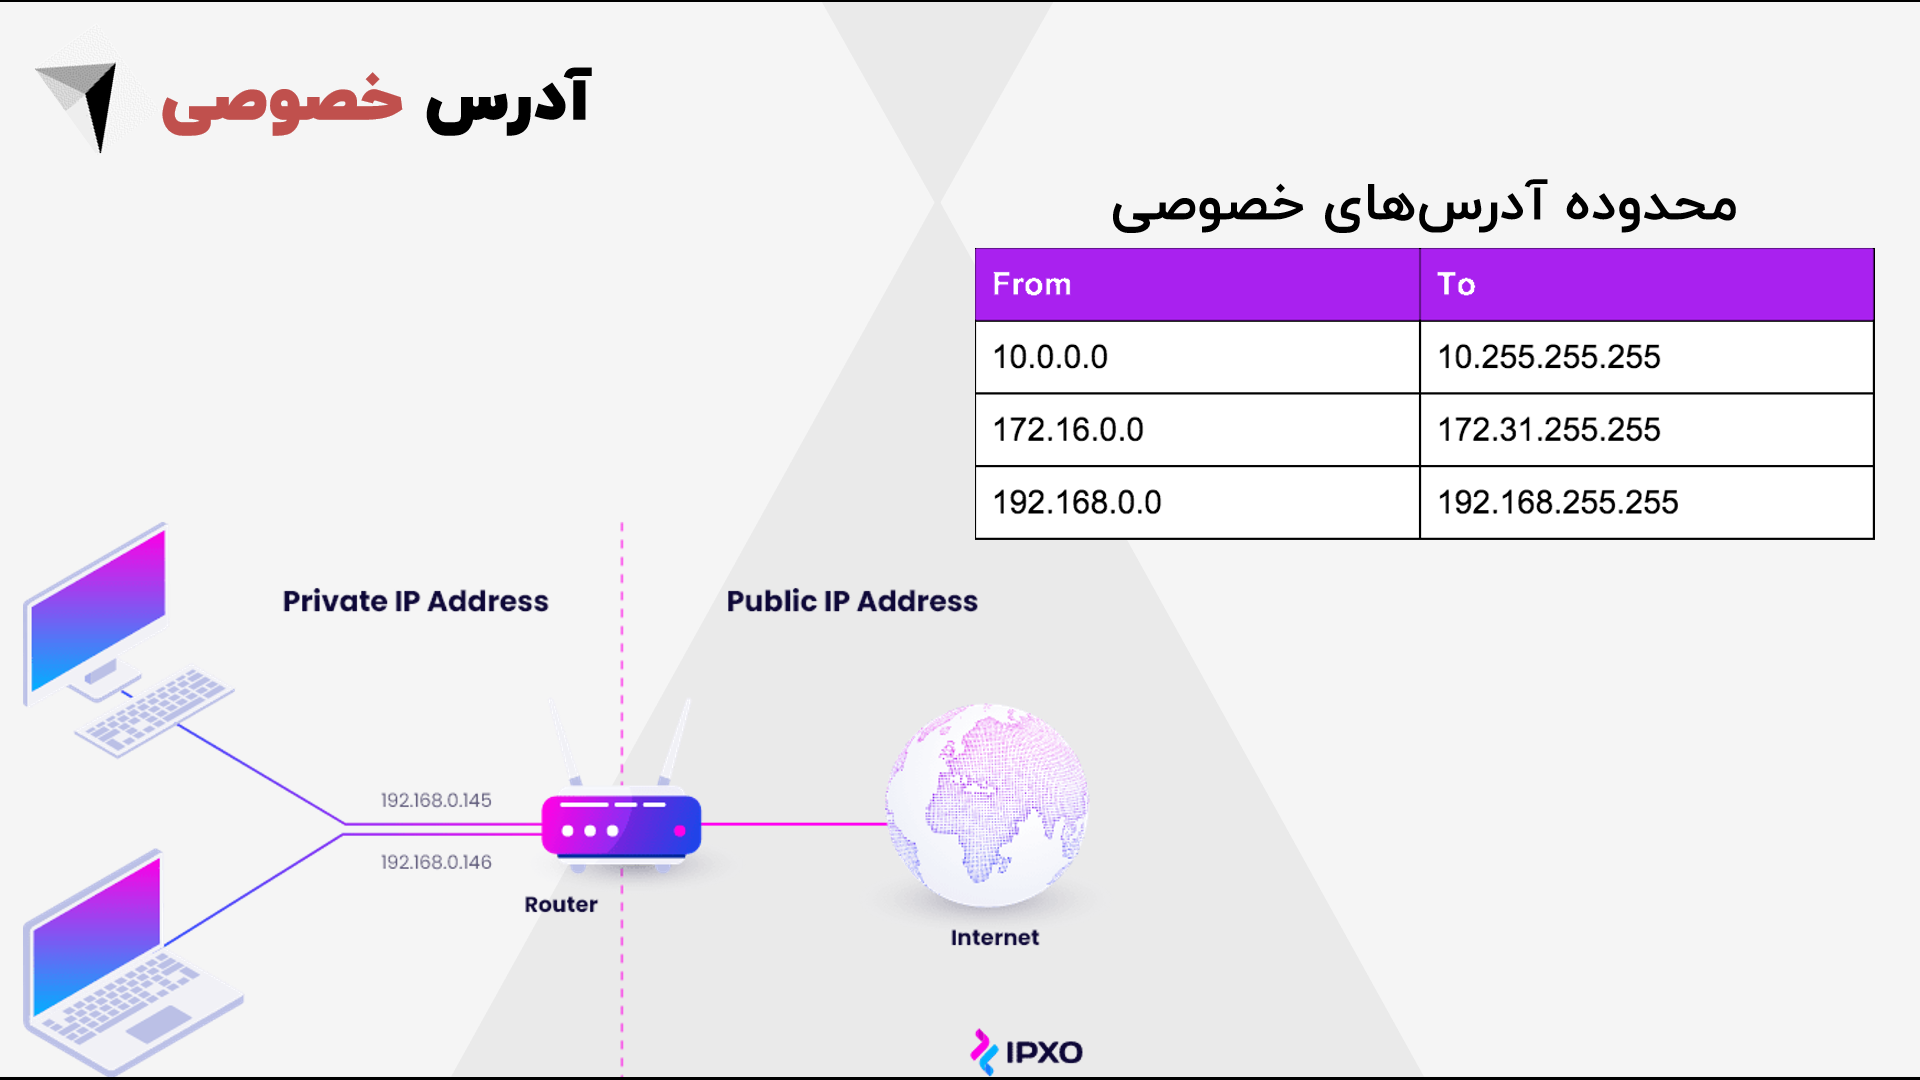 آدرس خصوصی
محدوده آدرس‌های خصوصی
From To
10.0.0.0 10.255.255.255
172.16.0.0 172.31.255.255
192.168.0.0 192.168.255.255
Private IP Address
Public IP Address
192.168.0.145
192.168.0.146
Router
Internet
IPXO